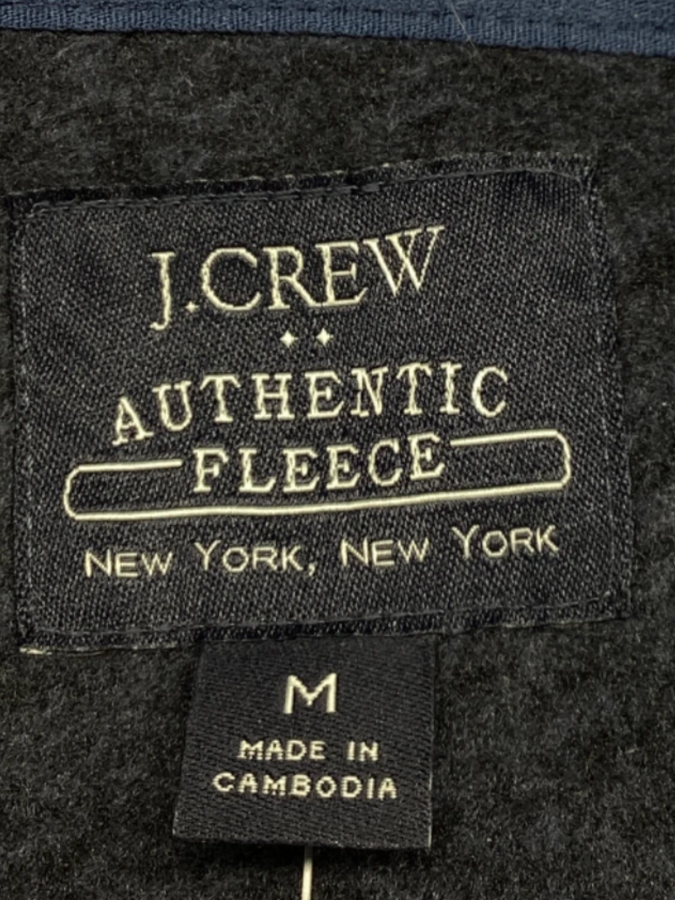 J.CREW
AUTHENTIC
FLEECE
NEW YORK, NEW YORK
M
MADE IN
CAMBODIA